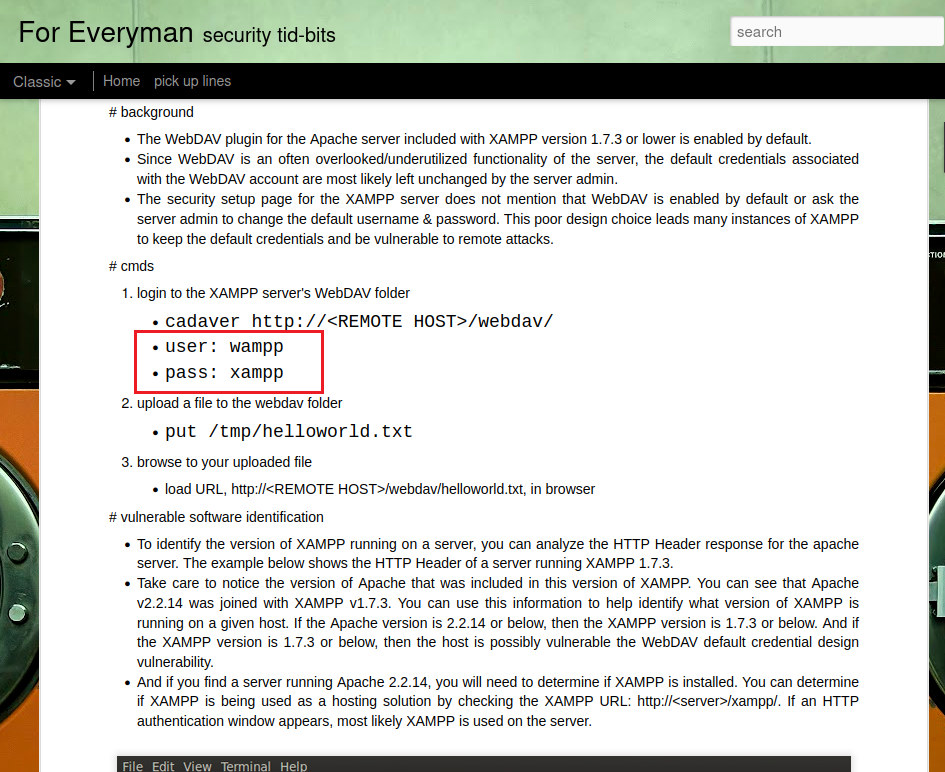 For Everyman security tid-bits
search
Classic
Home
pick up lines
# background
• The WebDAV plugin for the Apache server included with XAMPP version 1.7.3 or lower is enabled by default.
• Since WebDAV is an often overlooked/underutilized functionality of the server, the default credentials associated
with the WebDAV account are most likely left unchanged by the server admin.
• The security setup page for the XAMPP server does not mention that WebDAV is enabled by default or ask the
server admin to change the default username & password. This poor design choice leads many instances of XAMPP
to keep the default credentials and be vulnerable to remote attacks.
# cmds
1. login to the XAMPP server's WebDAV folder
• cadaver http://<REMOTE HOST>/webdav/
• user: wampp
• pass: xampp
2. upload a file to the webdav folder
• put /tmp/helloworld.txt
3. browse to your uploaded file
• load URL, http://<REMOTE HOST>/webdav/helloworld.txt, in browser
# vulnerable software identification
• To identify the version of XAMPP running on a server, you can analyze the HTTP Header response for the apache
server. The example below shows the HTTP Header of a server running XAMPP 1.7.3.
• Take care to notice the version of Apache that was included in this version of XAMPP. You can see that Apache
v2.2.14 was joined with XAMPP v1.7.3. You can use this information to help identify what version of XAMPP is
running on a given host. If the Apache version is 2.2.14 or below, then the XAMPP version is 1.7.3 or below. And if
the XAMPP version is 1.7.3 or below, then the host is possibly vulnerable the WebDAV default credential design
vulnerability.
• And if you find a server running Apache 2.2.14, you will need to determine if XAMPP is installed. You can determine
if XAMPP is being used as a hosting solution by checking the XAMPP URL: http://<server>/xampp/. If an HTTP
authentication window appears, most likely XAMPP is used on the server.
File Edit View Terminal Help